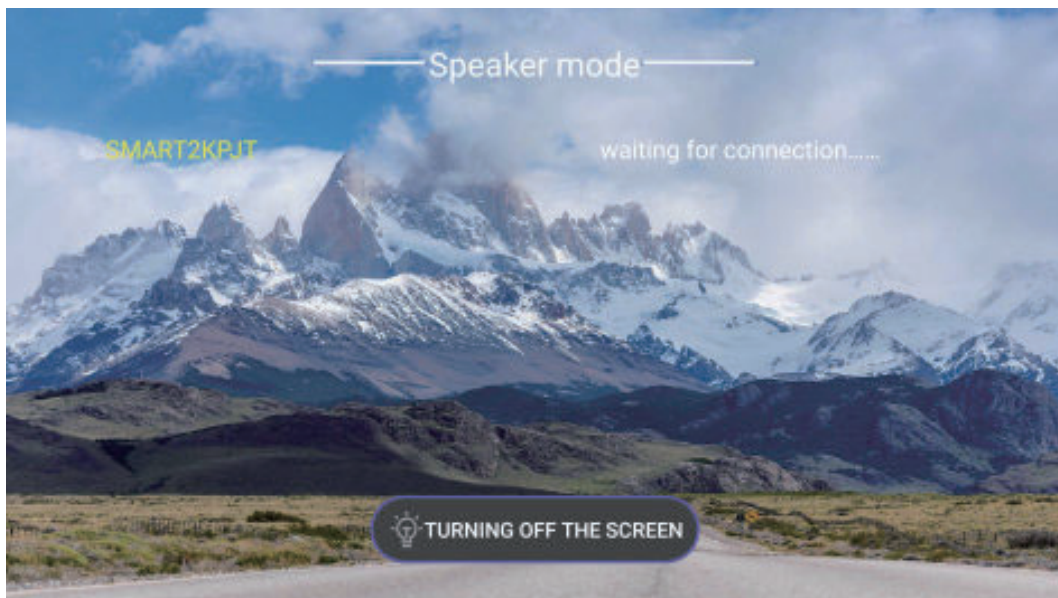 Speaker mode
SMART2KPJT
waiting for connection......
TURNING OFF THE SCREEN